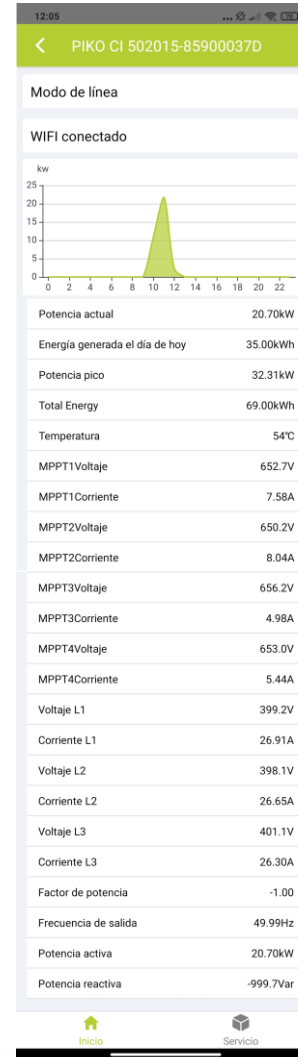 12:05
... 70
PIKO CI 502015-85900037D
Modo de línea
WIFI conectado
kw
25
20
15
10
5
0
0 2 4 6 8 10 12 14 16 18 20 22
Potencia actual 20.70kW
Energía generada el día de hoy 35.00kWh
Potencia pico 32.31kW
Total Energy 69.00kWh
Temperatura 54℃
MPPT1Voltaje 652.7V
MPPT1Corriente 7.58A
MPPT2Voltaje 650.2V
MPPT2Corriente 8.04A
MPPT3Voltaje 656.2V
MPPT3Corriente 4.98A
MPPT4Voltaje 653.0V
MPPT4Corriente 5.44A
Voltaje L1 399.2V
Corriente L1 26.91A
Voltaje L2 398.1V
Corriente L2 26.65A
Voltaje L3 401.1V
Corriente L3 26.30A
Factor de potencia -1.00
Frecuencia de salida 49.99Hz
Potencia activa 20.70kW
Potencia reactiva -999.7Var
Inicio Servicio